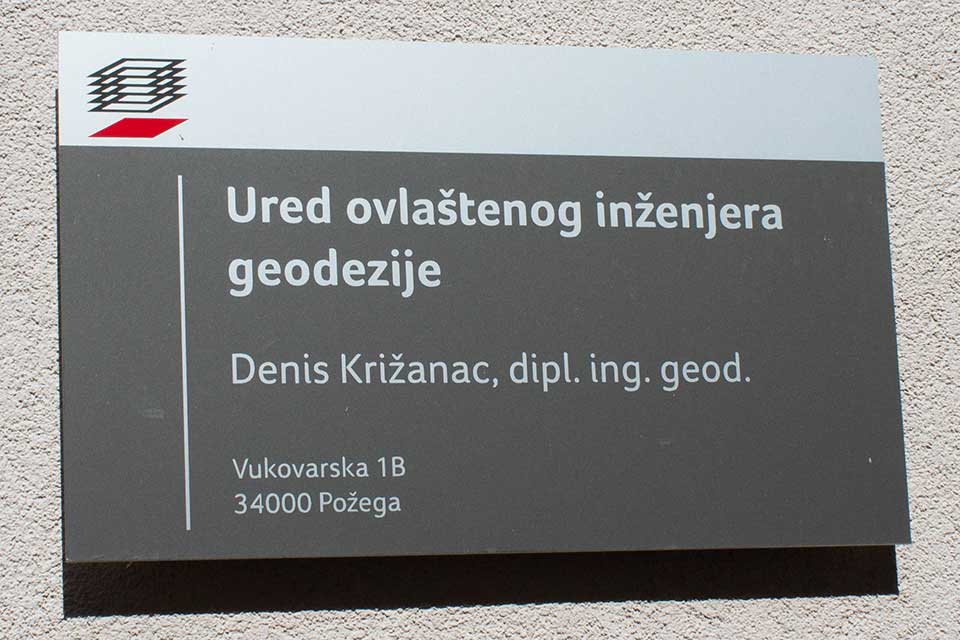 Ured ovlaštenog inženjera
geodezije
Denis Križanac, dipl. ing. geod.
Vukovarska 1B
34000 Požega